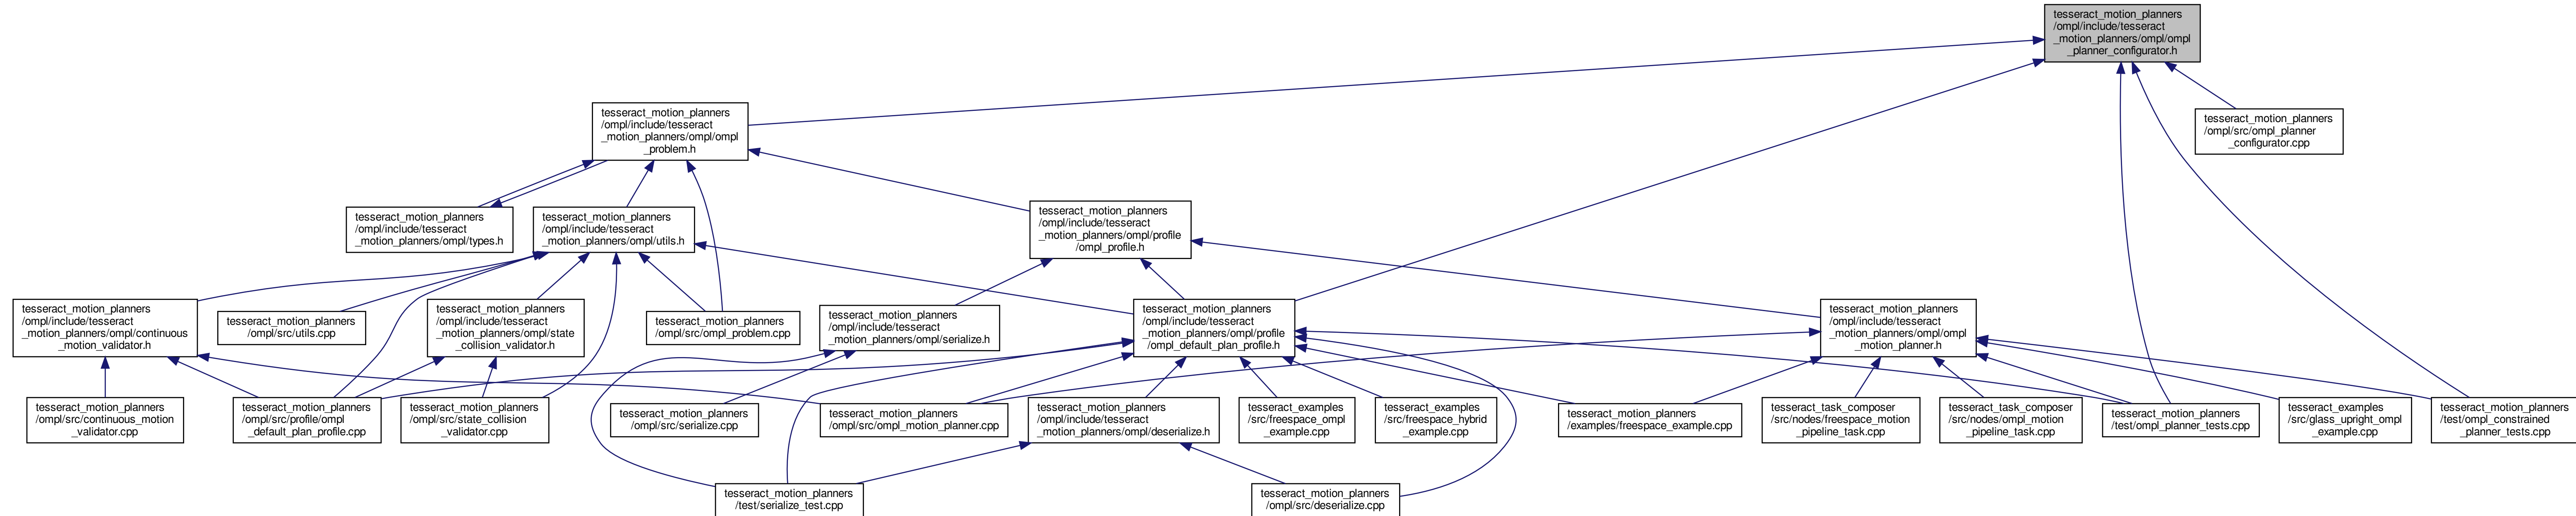 tesseract_motion_planners
/ompl/include/tesseract
_motion_planners/ompl/ompl
_planner_configurator.h
tesseract_motion_planners
/ompl/include/tesseract
_motion_planners/ompl/ompl
_problem.h
tesseract_motion_planners
/ompl/src/ompl_planner
_configurator.cpp
tesseract_motion_planners
/ompl/include/tesseract
_motion_planners/ompl/types.h
tesseract_motion_planners
/ompl/include/tesseract
_motion_planners/ompl/utils.h
tesseract_motion_planners
/ompl/include/tesseract
_motion_planners/ompl/profile
/ompl_profile.h
tesseract_motion_planners
/ompl/include/tesseract
_motion_planners/ompl/continuous
_motion_validator.h
tesseract_motion_planners
/ompl/src/utils.cpp
tesseract_motion_planners
/ompl/include/tesseract
_motion_planners/ompl/state
_collision_validator.h
tesseract_motion_planners
/ompl/src/ompl_problem.cpp
tesseract_motion_planners
/ompl/include/tesseract
_motion_planners/ompl/serialize.h
tesseract_motion_planners
/ompl/include/tesseract
_motion_planners/ompl/profile
/ompl_default_plan_profile.h
tesseract_motion_planners
/ompl/include/tesseract
_motion_planners/ompl/ompl
_motion_planner.h
tesseract_motion_planners
/ompl/src/continuous_motion
_validator.cpp
tesseract_motion_planners
/ompl/src/profile/ompl
_default_plan_profile.cpp
tesseract_motion_planners
/ompl/src/state_collision
_validator.cpp
tesseract_motion_planners
/ompl/src/serialize.cpp
tesseract_motion_planners
/ompl/src/ompl_motion_planner.cpp
tesseract_motion_planners
/ompl/include/tesseract
_motion_planners/ompl/deserialize.h
tesseract_examples
/src/freespace_ompl
_example.cpp
tesseract_examples
/src/freespace_hybrid
_example.cpp
tesseract_motion_planners
/examples/freespace_example.cpp
tesseract_task_composer
/src/nodes/freespace_motion
_pipeline_task.cpp
tesseract_task_composer
/src/nodes/ompl_motion
_pipeline_task.cpp
tesseract_motion_planners
/test/ompl_planner_tests.cpp
tesseract_examples
/src/glass_upright_ompl
_example.cpp
tesseract_motion_planners
/test/ompl_constrained
_planner_tests.cpp
tesseract_motion_planners
/test/serialize_test.cpp
tesseract_motion_planners
/ompl/src/deserialize.cpp